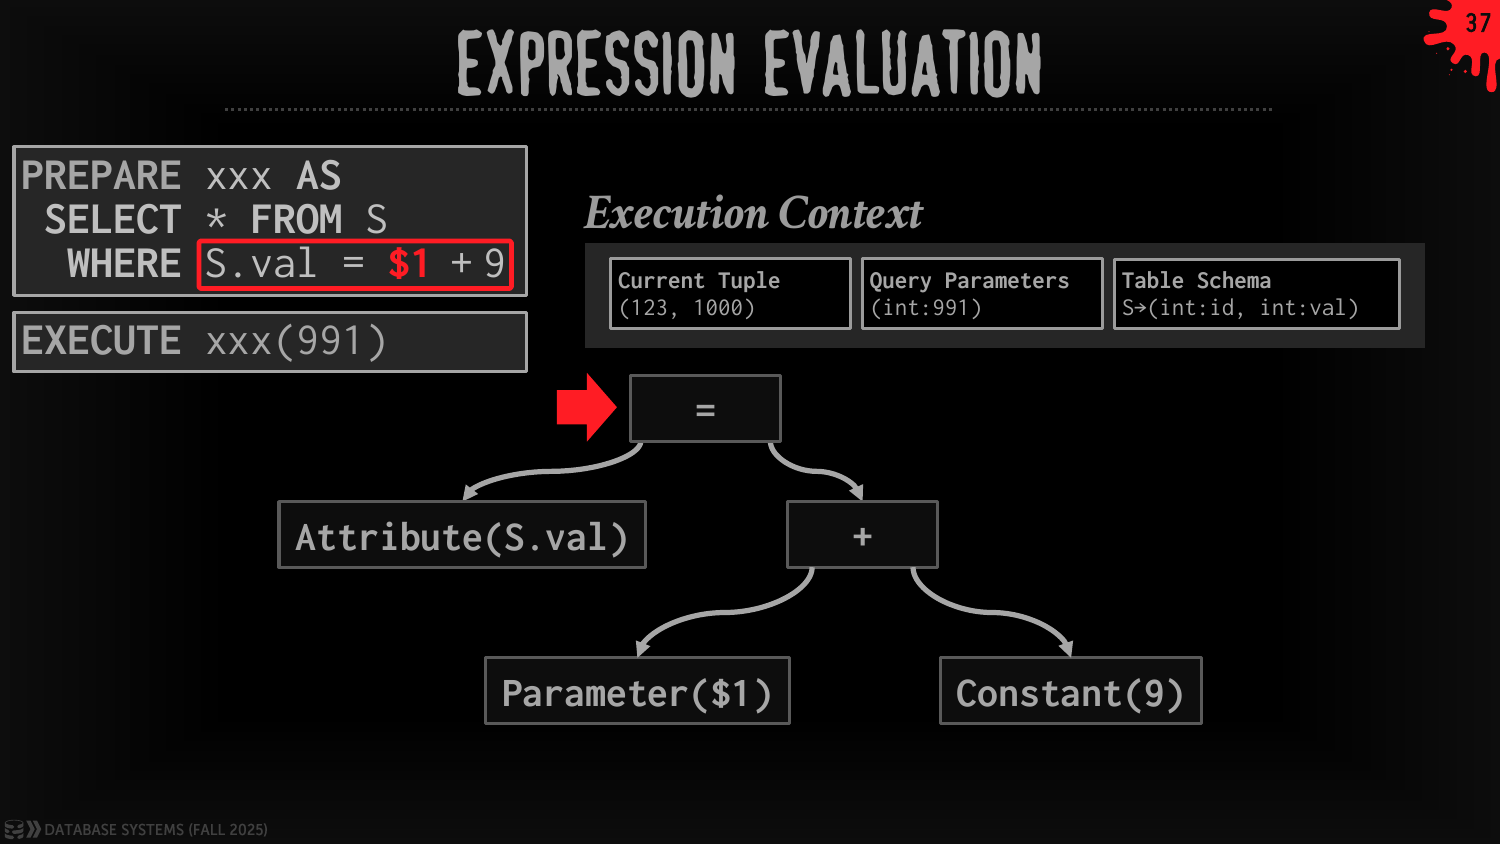 37
EXPRESSION EVALUATION
PREPARE xxx AS
SELECT * FROM S
WHERE S.val = $1 + 9
EXECUTE xxx(991)
Execution Context
Current Tuple
(123, 1000)
Query Parameters
(int:991)
Table Schema
S→(int:id, int:val)
=
Attribute(S.val)
+
Parameter($1)
Constant(9)
DATABASE SYSTEMS (FALL 2025)